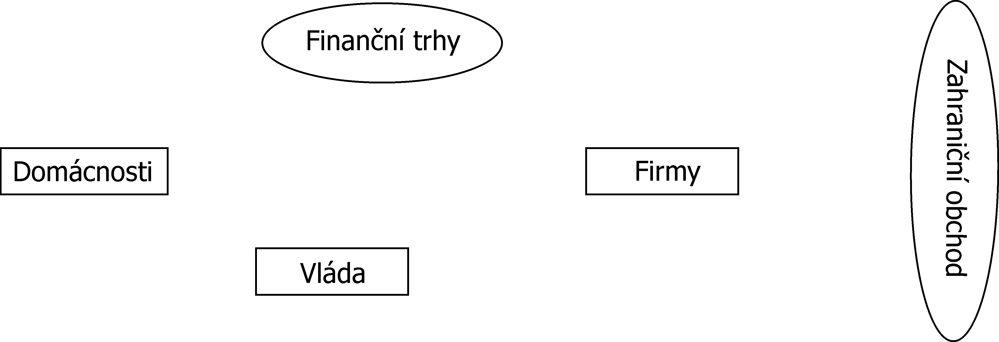 Finanční trhy
Domácnosti
Firmy
Vláda
Zahraniční obchod